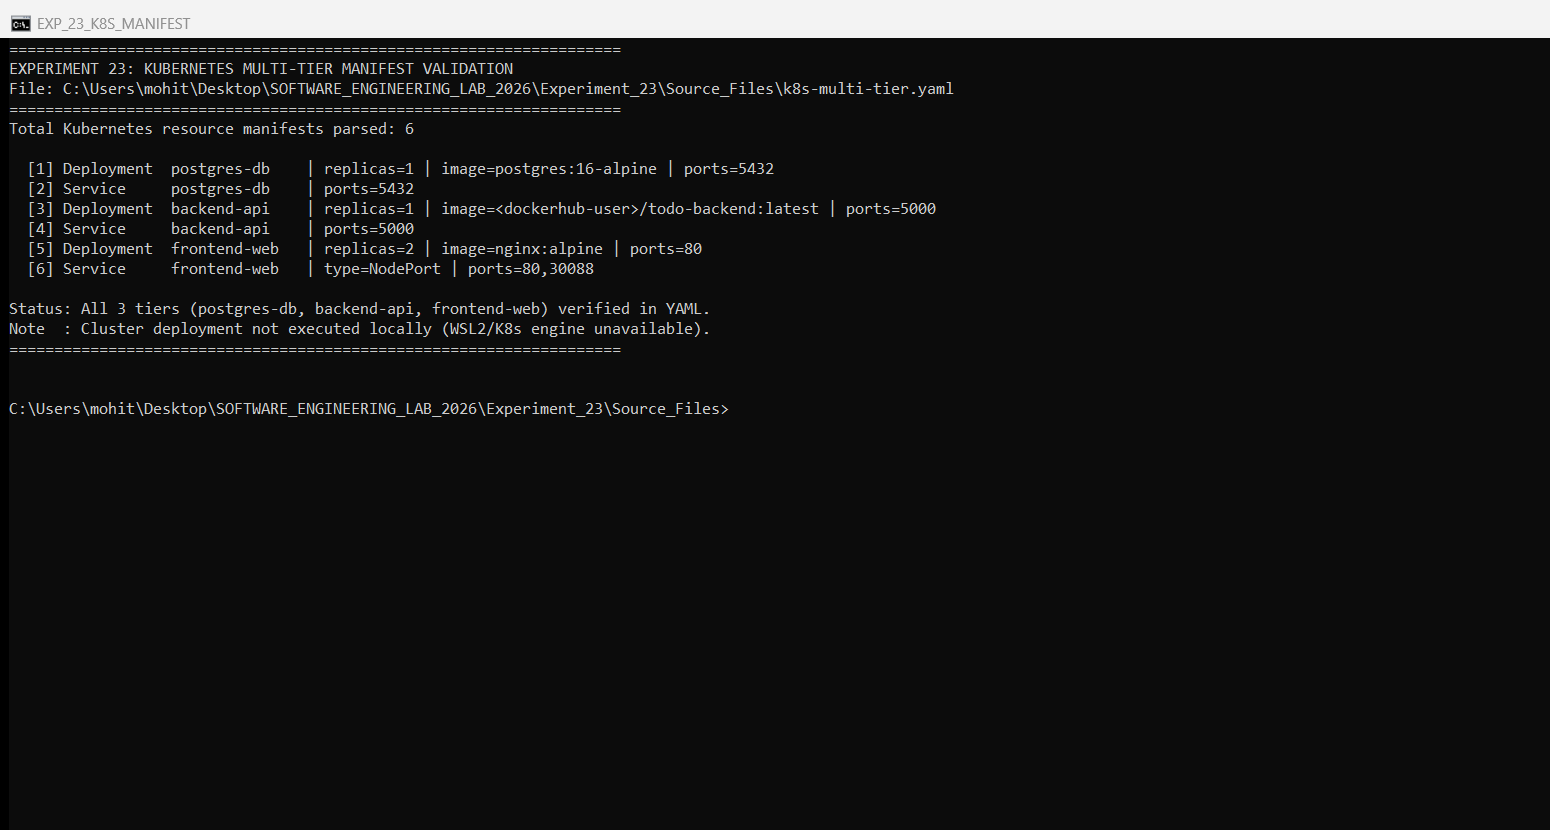 EXP_23_K8S_MANIFEST
====================================================================
EXPERIMENT 23: KUBERNETES MULTI-TIER MANIFEST VALIDATION
File: C:\Users\mohit\Desktop\SOFTWARE_ENGINEERING_LAB_2026\Experiment_23\Source_Files\k8s-multi-tier.yaml
====================================================================
Total Kubernetes resource manifests parsed: 6
  [1] Deployment  postgres-db    | replicas=1 | image=postgres:16-alpine | ports=5432
  [2] Service     postgres-db    | ports=5432
  [3] Deployment  backend-api    | replicas=1 | image=<dockerhub-user>/todo-backend:latest | ports=5000
  [4] Service     backend-api    | ports=5000
  [5] Deployment  frontend-web   | replicas=2 | image=nginx:alpine | ports=80
  [6] Service     frontend-web   | type=NodePort | ports=80,30088
Status: All 3 tiers (postgres-db, backend-api, frontend-web) verified in YAML.
Note  : Cluster deployment not executed locally (WSL2/K8s engine unavailable).
====================================================================
C:\Users\mohit\Desktop\SOFTWARE_ENGINEERING_LAB_2026\Experiment_23\Source_Files>